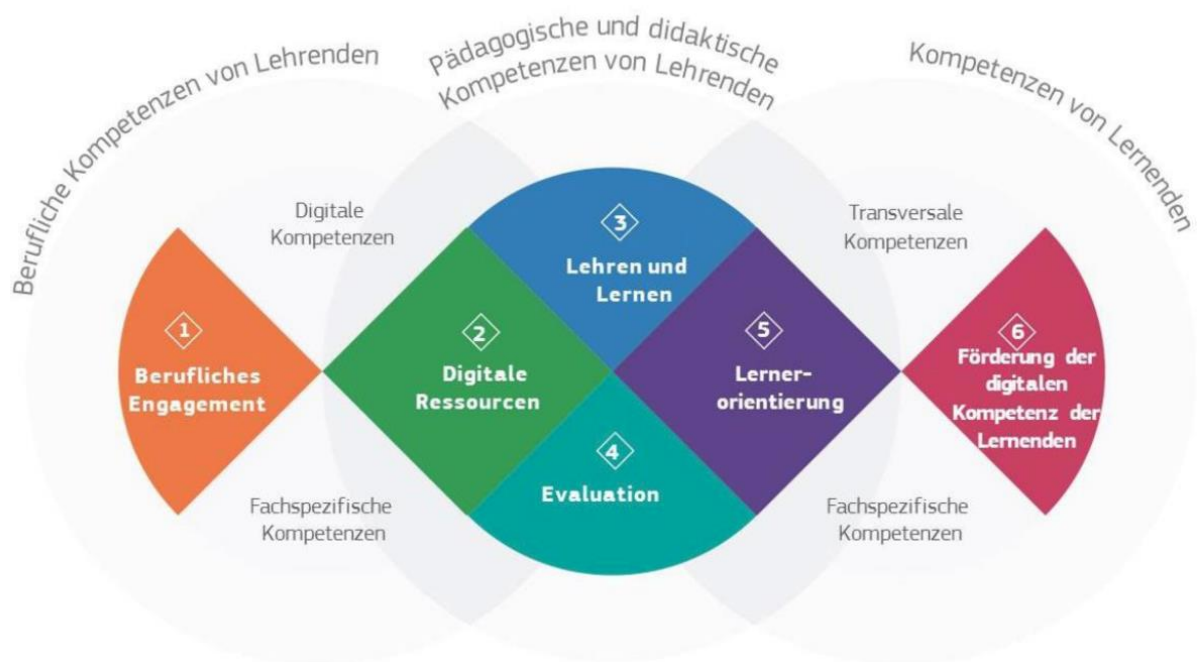 Berufliche Kompetenzen von Lehrenden
Pädagogische und didaktische
Kompetenzen von Lehrenden
Kompetenzen von Lernenden
Digitale
Kompetenzen
Transversale
Kompetenzen
1
Berufliches
Engagement
2
Digitale
Ressourcen
3
Lehren und
Lernen
4
Evaluation
5
Lerner-
orientierung
6
Förderung der
digitalen
Kompetenz der
Lernenden
Fachspezifische
Kompetenzen
Fachspezifische
Kompetenzen